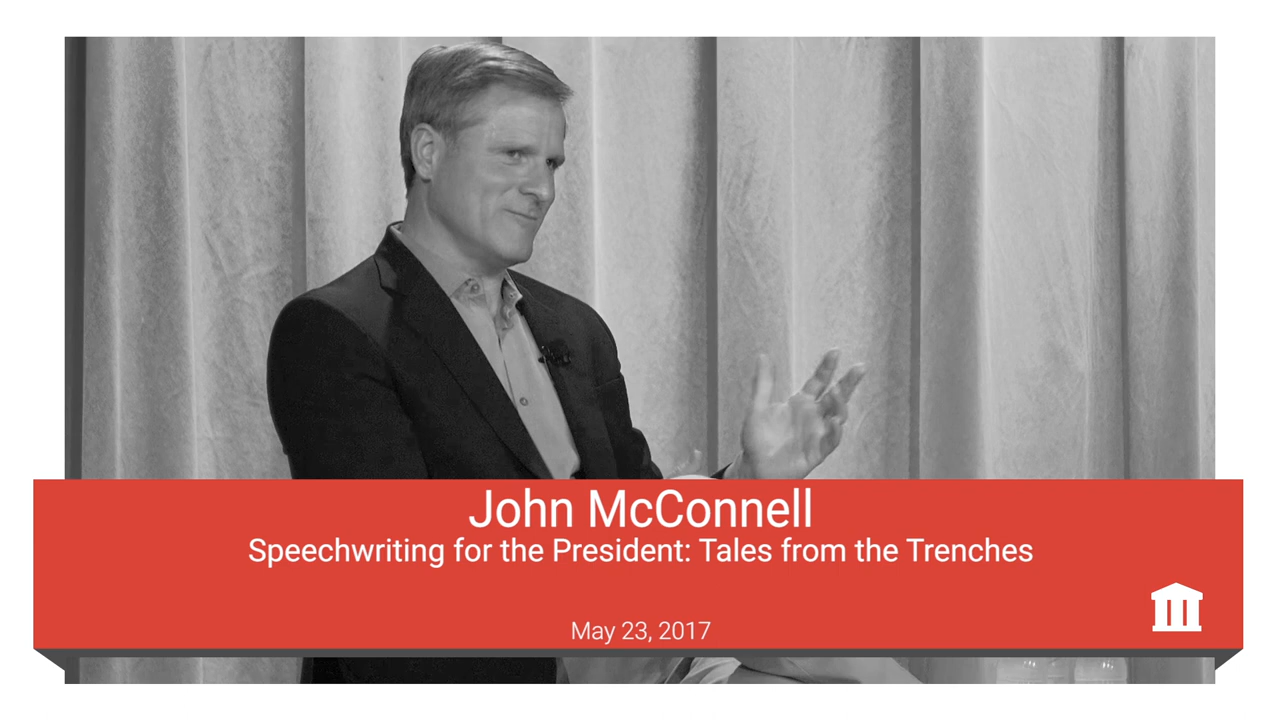 John McConnell
Speechwriting for the President: Tales from the Trenches
May 23, 2017